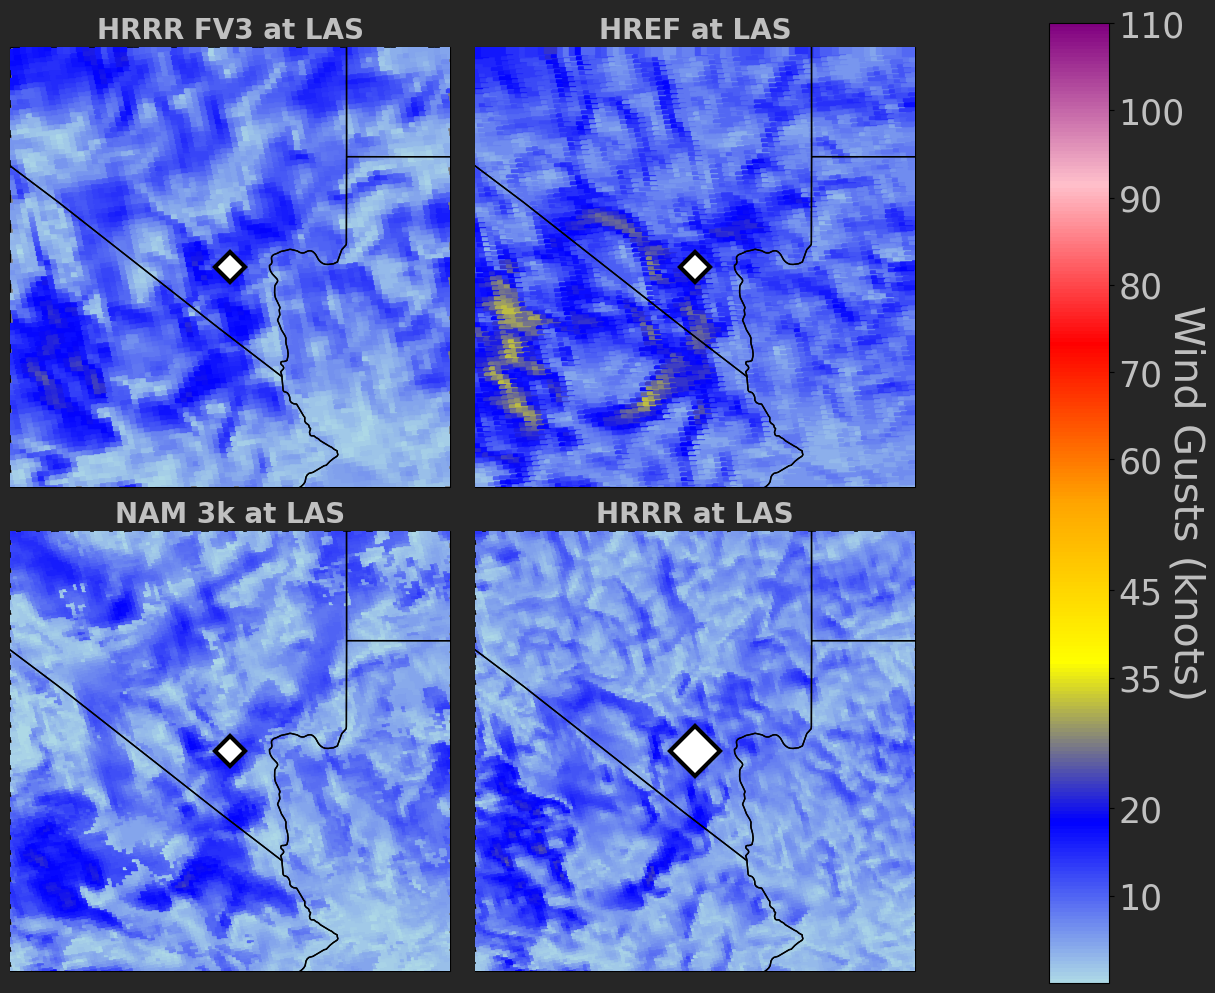 HRRR FV3 at LAS
HREF at LAS
NAM 3k at LAS
HRRR at LAS
110
100
90
80
70
60
45
35
20
10
Wind Gusts (knots)